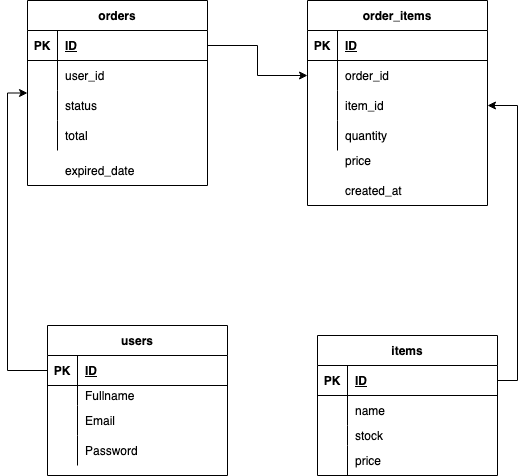 orders
PK ID
user_id
status
total
expired_date
order_items
PK ID
order_id
item_id
quantity
price
created_at
users
PK ID
Fullname
Email
Password
items
PK ID
name
stock
price